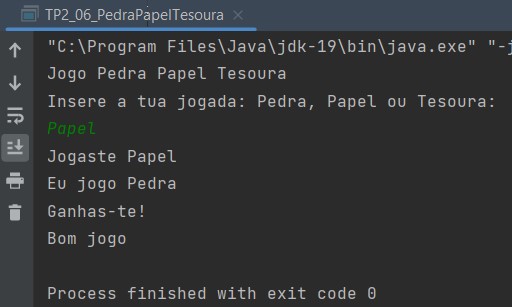 TP2_06_PedraPapelTesoura
"C:\Program Files\Java\jdk-19\bin\java.exe" "-j
Jogo Pedra Papel Tesoura
Insere a tua jogada: Pedra, Papel ou Tesoura:
Papel
Jogaste Papel
Eu jogo Pedra
Ganhas-te!
Bom jogo
Process finished with exit code 0